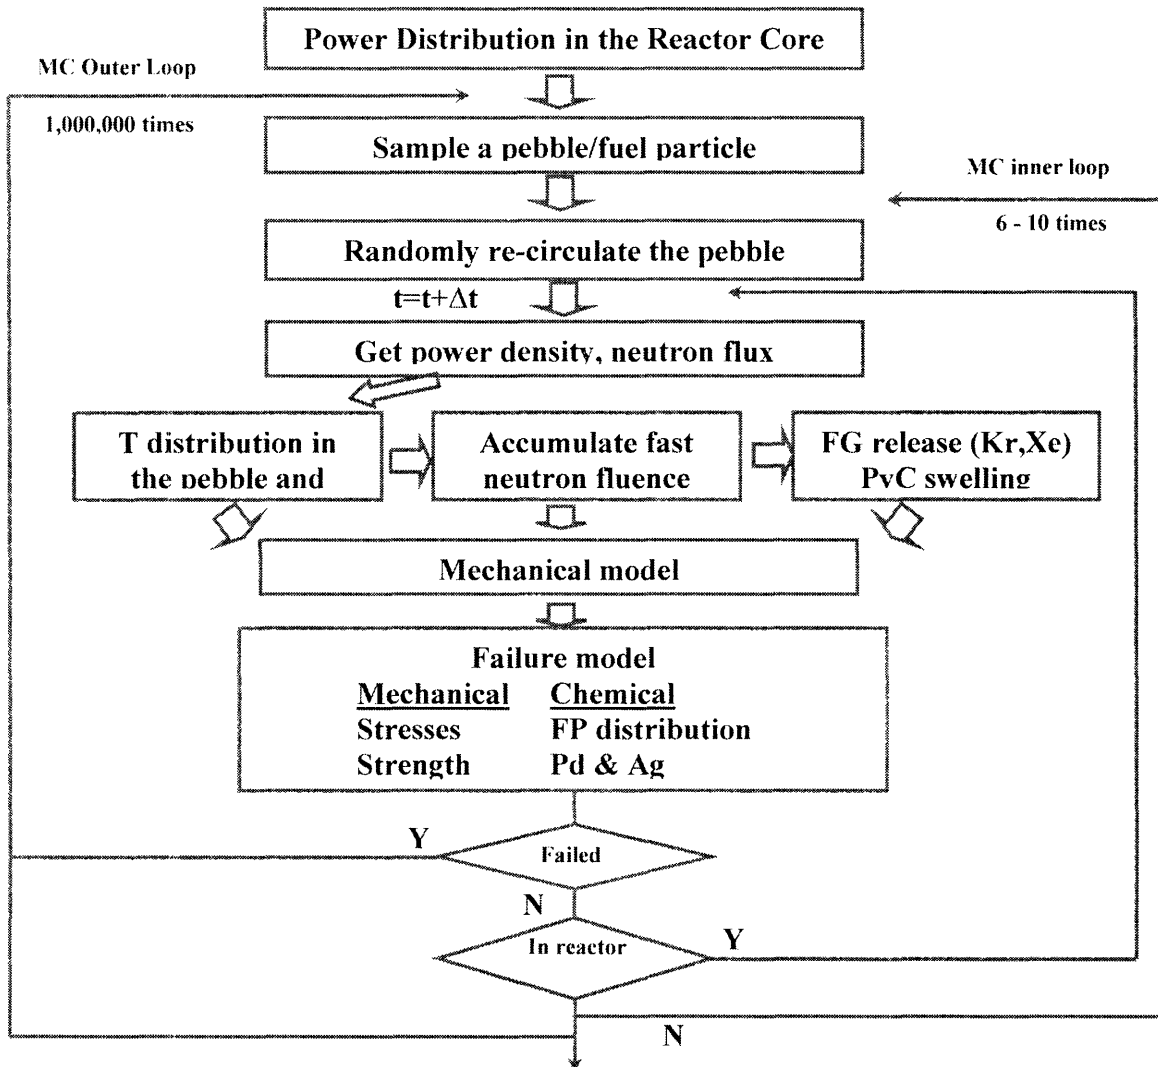 Power Distribution in the Reactor Core
MC Outer Loop
1,000,000 times
Sample a pebble/fuel particle
MC inner loop
6 - 10 times
Randomly re-circulate the pebble
t=t+Δt
Get power density, neutron flux
T distribution in
the pebble and
Accumulate fast
neutron fluence
FG release (Kr,Xe)
PyC swelling
Mechanical model
Failure model
Mechanical Chemical
Stresses FP distribution
Strength Pd & Ag
Y
Failed
N
In reactor
Y
N